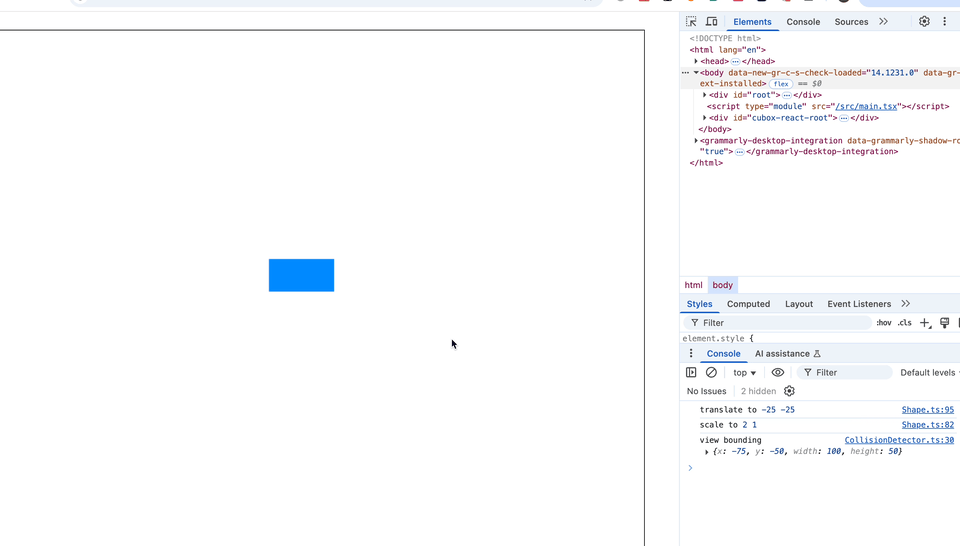 Elements Console Sources
<!DOCTYPE html>
<html lang="en">
<head> … </head>
<body data-new-gr-c-s-check-loaded="14.1231.0" data-gr-
ext-installed> flex == $0
<div id="root"> … </div>
<script type="module" src="/src/main.tsx"></script>
<div id="cubox-react-root"> … </div>
</body>
<grammarly-desktop-integration data-grammarly-shadow-ro
"true"> … </grammarly-desktop-integration>
</html>
html body
Styles Computed Layout Event Listeners
Filter :hov .cls
element.style {
Console AI assistance
top Filter Default levels
No Issues 2 hidden
translate to -25 -25 Shape.ts:95
scale to 2 1 Shape.ts:82
view bounding CollisionDetector.ts:30
{x: -75, y: -50, width: 100, height: 50}